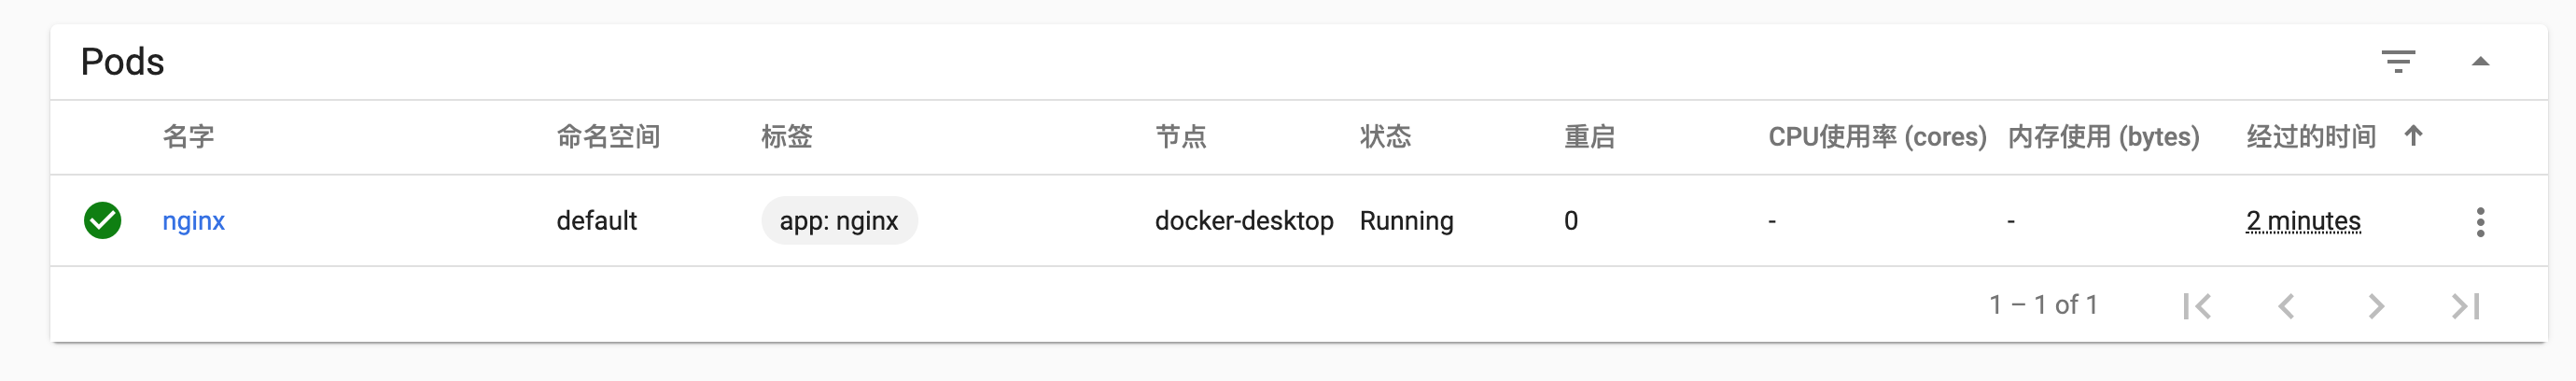 Pods
名字 命名空间 标签 节点 状态 重启 CPU使用率 (cores) 内存使用 (bytes) 经过的时间
nginx default app: nginx docker-desktop Running 0 - - 2 minutes
1 – 1 of 1